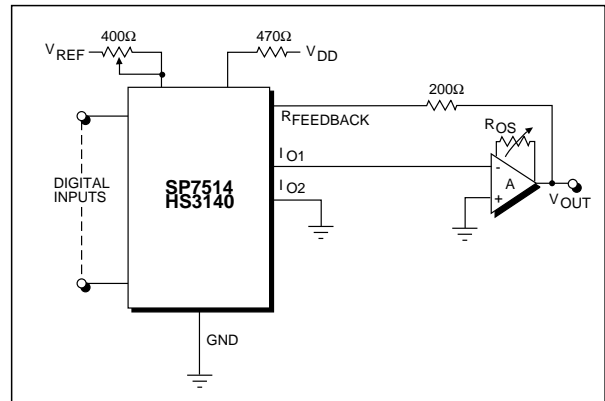 400Ω
470Ω
VREF
VDD
200Ω
RFEEDBACK
ROS
IO1
-
A
DIGITAL
INPUTS
SP7514
HS3140
IO2
+
VOUT
GND